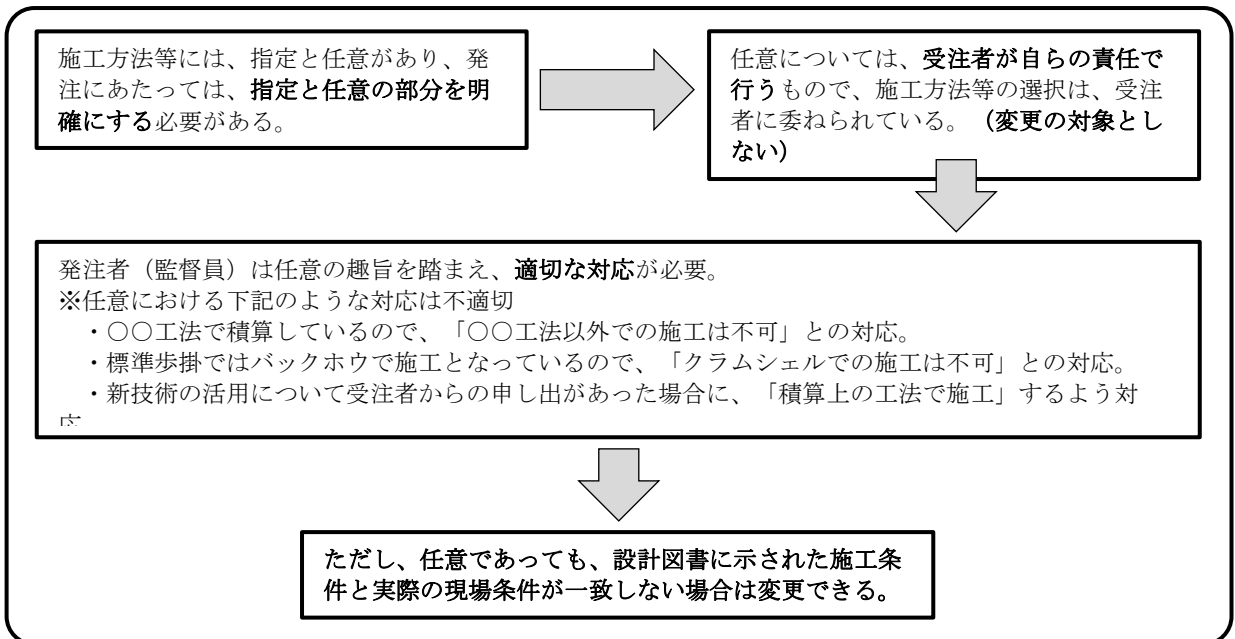 施工方法等には、指定と任意があり、発
注にあたっては、指定と任意の部分を明
確にする必要がある。
任意については、受注者が自らの責任で
行うもので、施工方法等の選択は、受注
者に委ねられている。（変更の対象とし
ない）
発注者（監督員）は任意の趣旨を踏まえ、適切な対応が必要。
※任意における下記のような対応は不適切
・〇〇工法で積算しているので、「〇〇工法以外での施工は不可」との対応。
・標準歩掛ではバックホウで施工となっているので、「クラムシェルでの施工は不可」との対応。
・新技術の活用について受注者からの申し出があった場合に、「積算上の工法で施工」するよう対
ただし、任意であっても、設計図書に示された施工条
件と実際の現場条件が一致しない場合は変更できる。